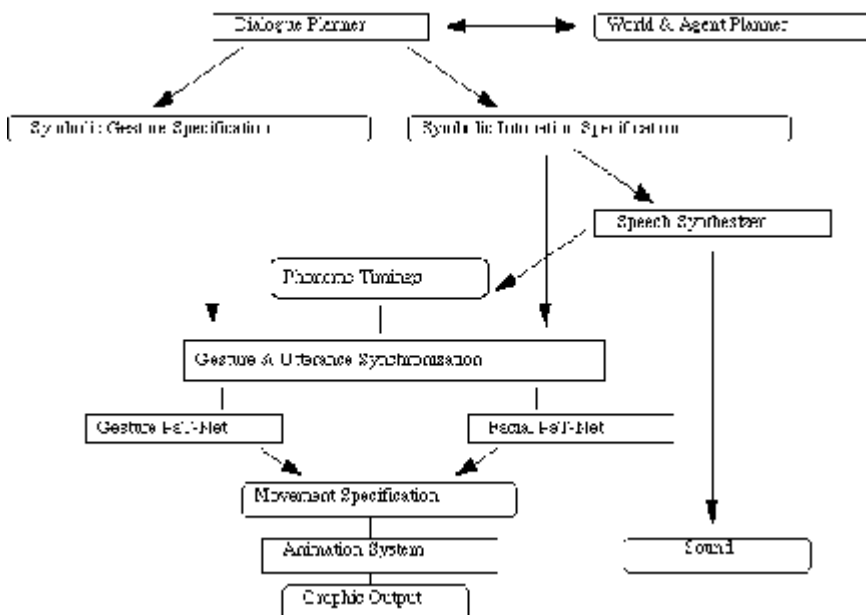 Dialogue Planner
World & Agent Planner
Symbolic Gesture Specification
Symbolic Intonation Specification
Speech Synthesizer
Phoneme Timings
Gesture & Utterance Synchronization
Gesture PaT-Net
Facial PaT-Net
Movement Specification
Animation System
Sound
Graphic Output